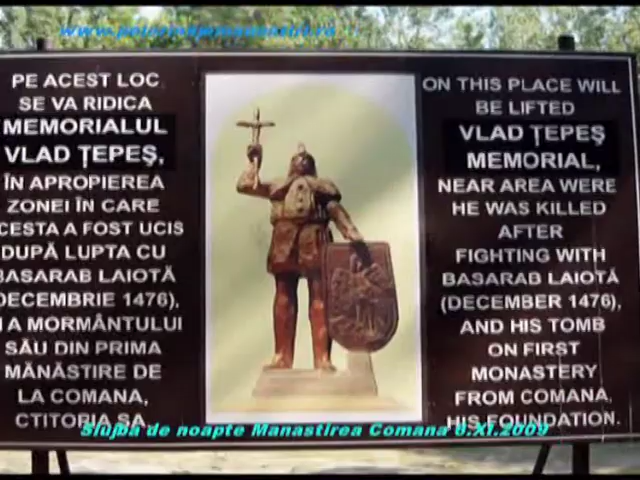 PE ACEST LOC
SE VA RIDICA
MEMORIALUL
VLAD ŢEPEŞ,
ÎN APROPIEREA
ZONEI ÎN CARE
CESTA A FOST UCIS
DUPĂ LUPTA CU
BASARAB LAIOTĂ
DECEMBRIE 1476),
A MORMÂNTULUI
SĂU DIN PRIMA
MĂNĂSTIRE DE
LA COMANA,
CTITORIA SA.
ON THIS PLACE WILL
BE LIFTED
VLAD ŢEPEŞ
MEMORIAL,
NEAR AREA WERE
HE WAS KILLED
AFTER
FIGHTING WITH
BASARAB LAIOTĂ
(DECEMBER 1476),
AND HIS TOMB
ON FIRST
MONASTERY
FROM COMANA,
HIS FOUNDATION.
Slujba de noapte Manastirea Comana 8.XI.2009